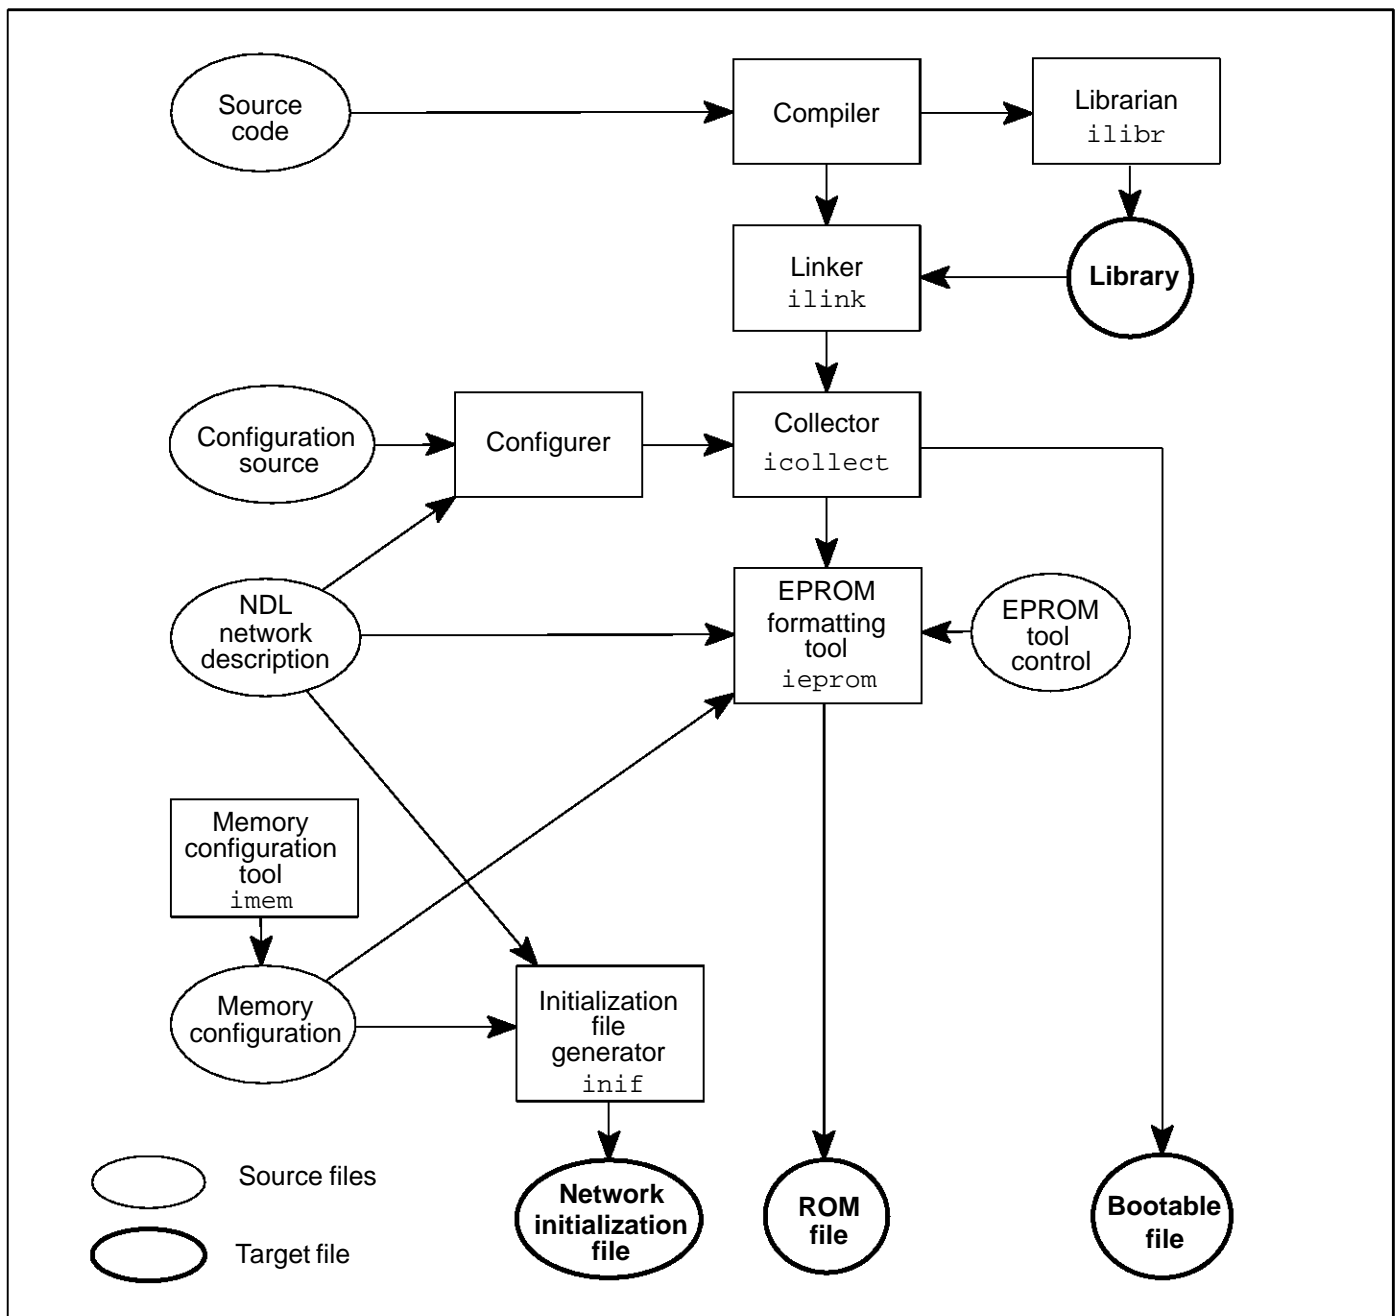 Source
code
Compiler
Librarian
ilibr
Linker
ilink
Library
Configuration
source
Configurer
Collector
icollect
NDL
network
description
EPROM
formatting
tool
ieprom
EPROM
tool
control
Memory
configuration
tool
imem
Memory
configuration
Initialization
file
generator
inif
Source files
Target file
Network
initialization
file
ROM
file
Bootable
file